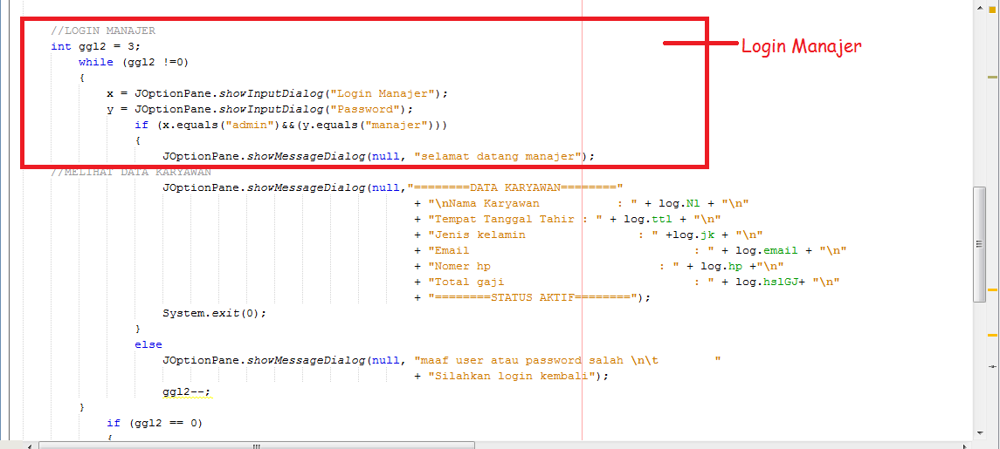 //LOGIN MANAJER
int ggl2 = 3;
while (ggl2 !=0)
Login Manajer
{
x = JOptionPane.showInputDialog("Login Manajer");
y = JOptionPane.showInputDialog("Password");
if (x.equals("admin")&&(y.equals("manajer")))
{
JOptionPane.showMessageDialog(null, "selamat datang manajer");
//MELIHAT DATA KARYAWAN
JOptionPane.showMessageDialog(null,"========DATA KARYAWAN========"
+ "\nNama Karyawan : " + log.Nl + "\n"
+ "Tempat Tanggal Tahir : " + log.ttl + "\n"
+ "Jenis kelamin : " +log.jk + "\n"
+ "Email : " + log.email + "\n"
+ "Nomer hp : " + log.hp +"\n"
+ "Total gaji : " + log.hslGJ+ "\n"
+ "========STATUS AKTIF========");
System.exit(0);
}
else
JOptionPane.showMessageDialog(null, "maaf user atau password salah \n\t "
+ "Silahkan login kembali");
ggl2--;
}
if (ggl2 == 0)
{